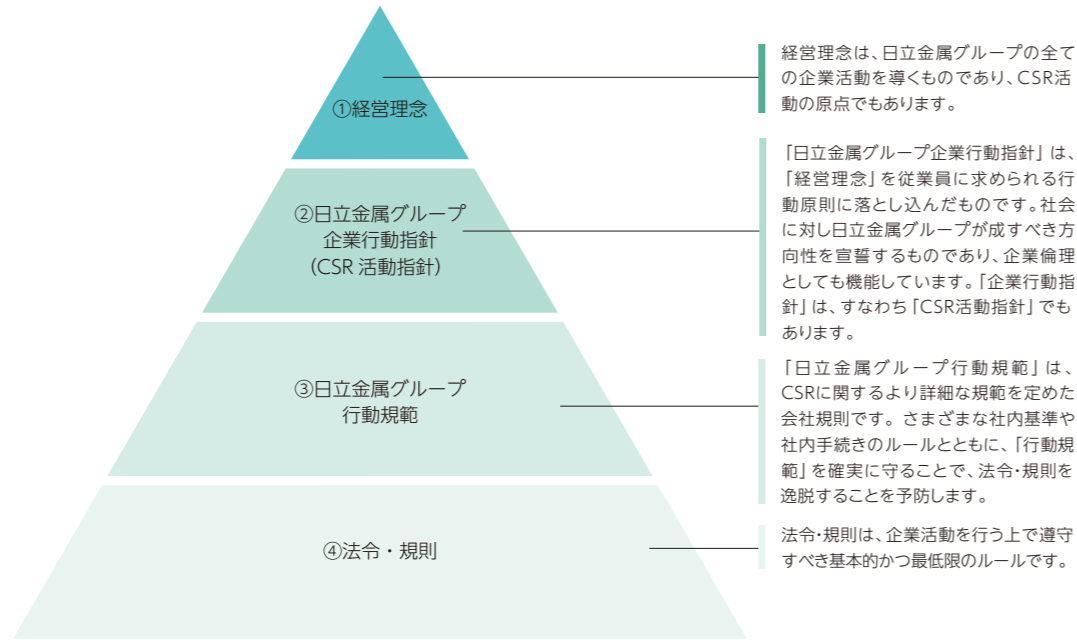 ①経営理念
経営理念は、日立金属グループの全て
の企業活動を導くものであり、CSR活
動の原点でもあります。
②日立金属グループ
企業行動指針
(CSR 活動指針)
「日立金属グループ企業行動指針」は、
「経営理念」を従業員に求められる行
動原則に落とし込んだものです。社会
に対し日立金属グループが成すべき方
向性を宣誓するものであり、企業倫理
としても機能しています。「企業行動指
針」は、すなわち「CSR活動指針」でも
あります。
③日立金属グループ
行動規範
「日立金属グループ行動規範」は、
CSRに関するより詳細な規範を定めた
会社規則です。さまざまな社内基準や
社内手続きのルールとともに、「行動規
範」を確実に守ることで、法令・規則を
逸脱することを予防します。
④法令・規則
法令・規則は、企業活動を行う上で遵守
すべき基本的かつ最低限のルールです。